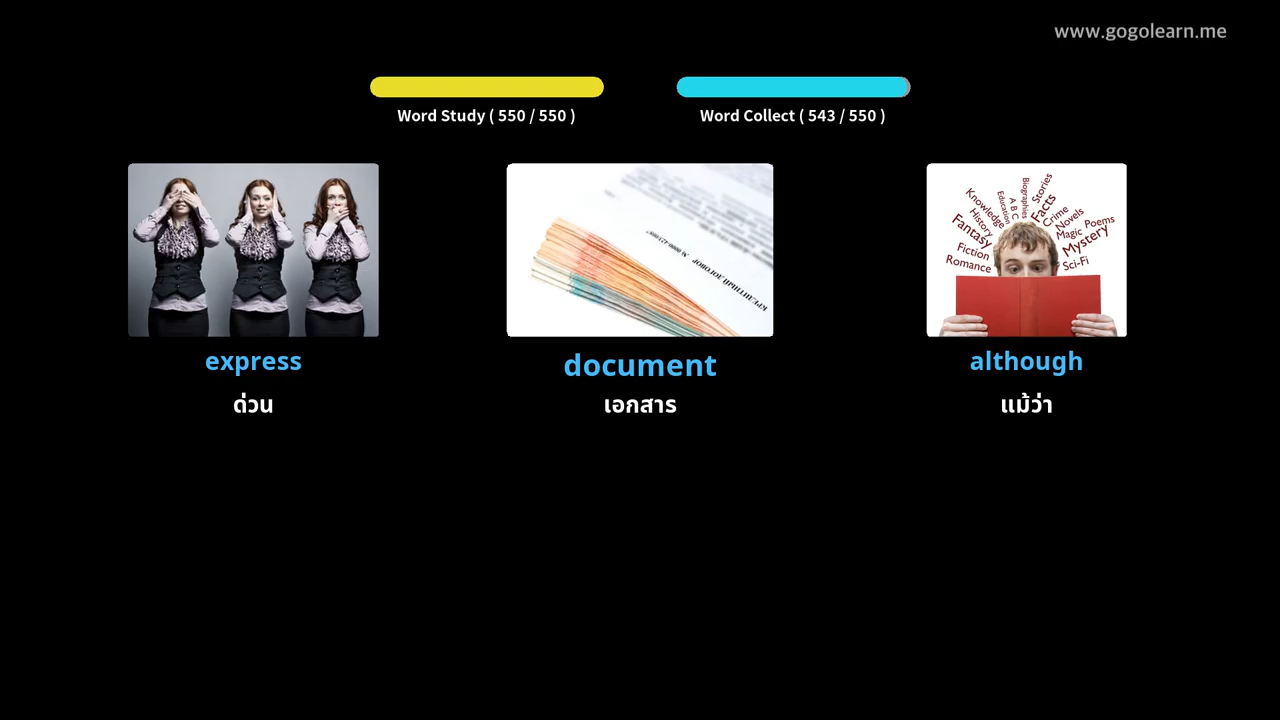 www.gogolearn.me
Word Study ( 550 / 550 )
Word Collect ( 543 / 550 )
КРЕДИТНЫЙ ДОГОВОР
Stories
Biographies
Facts
Knowledge
Education
A B C
Crime
Novels
History
Magic
Poems
Fantasy
Mystery
Fiction
Romance
Sci-Fi
express
document
although
ด่วน
เอกสาร
แม้ว่า